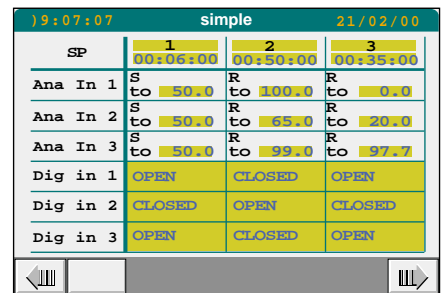 )9:07:07 simple 21/02/00
SP 1 2 3
00:06:00 00:50:00 00:35:00
Ana In 1 S to 50.0 R to 100.0 R to 0.0
Ana In 2 S to 50.0 R to 65.0 R to 20.0
Ana In 3 S to 50.0 R to 99.0 R to 97.7
Dig in 1 OPEN CLOSED OPEN
Dig in 2 CLOSED OPEN CLOSED
Dig in 3 OPEN CLOSED OPEN